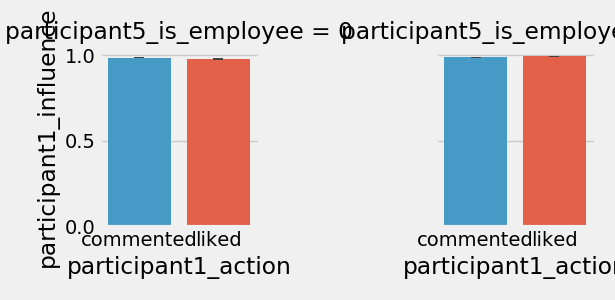 participant5_is_employee = 0
participant5_is_employe
participant1_influence
1.0
0.5
0.0
commented liked
commented liked
participant1_action
participant1_action